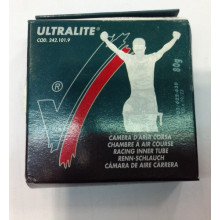 ULTRALITE®
COD. 242.101.9
80g
CAMERA D'ARIA CORSA
CHAMBRE À AIR COURSE
RACING INNER TUBE
RENN-SCHLAUCH
CÁMARA DE AIRE CARRERA